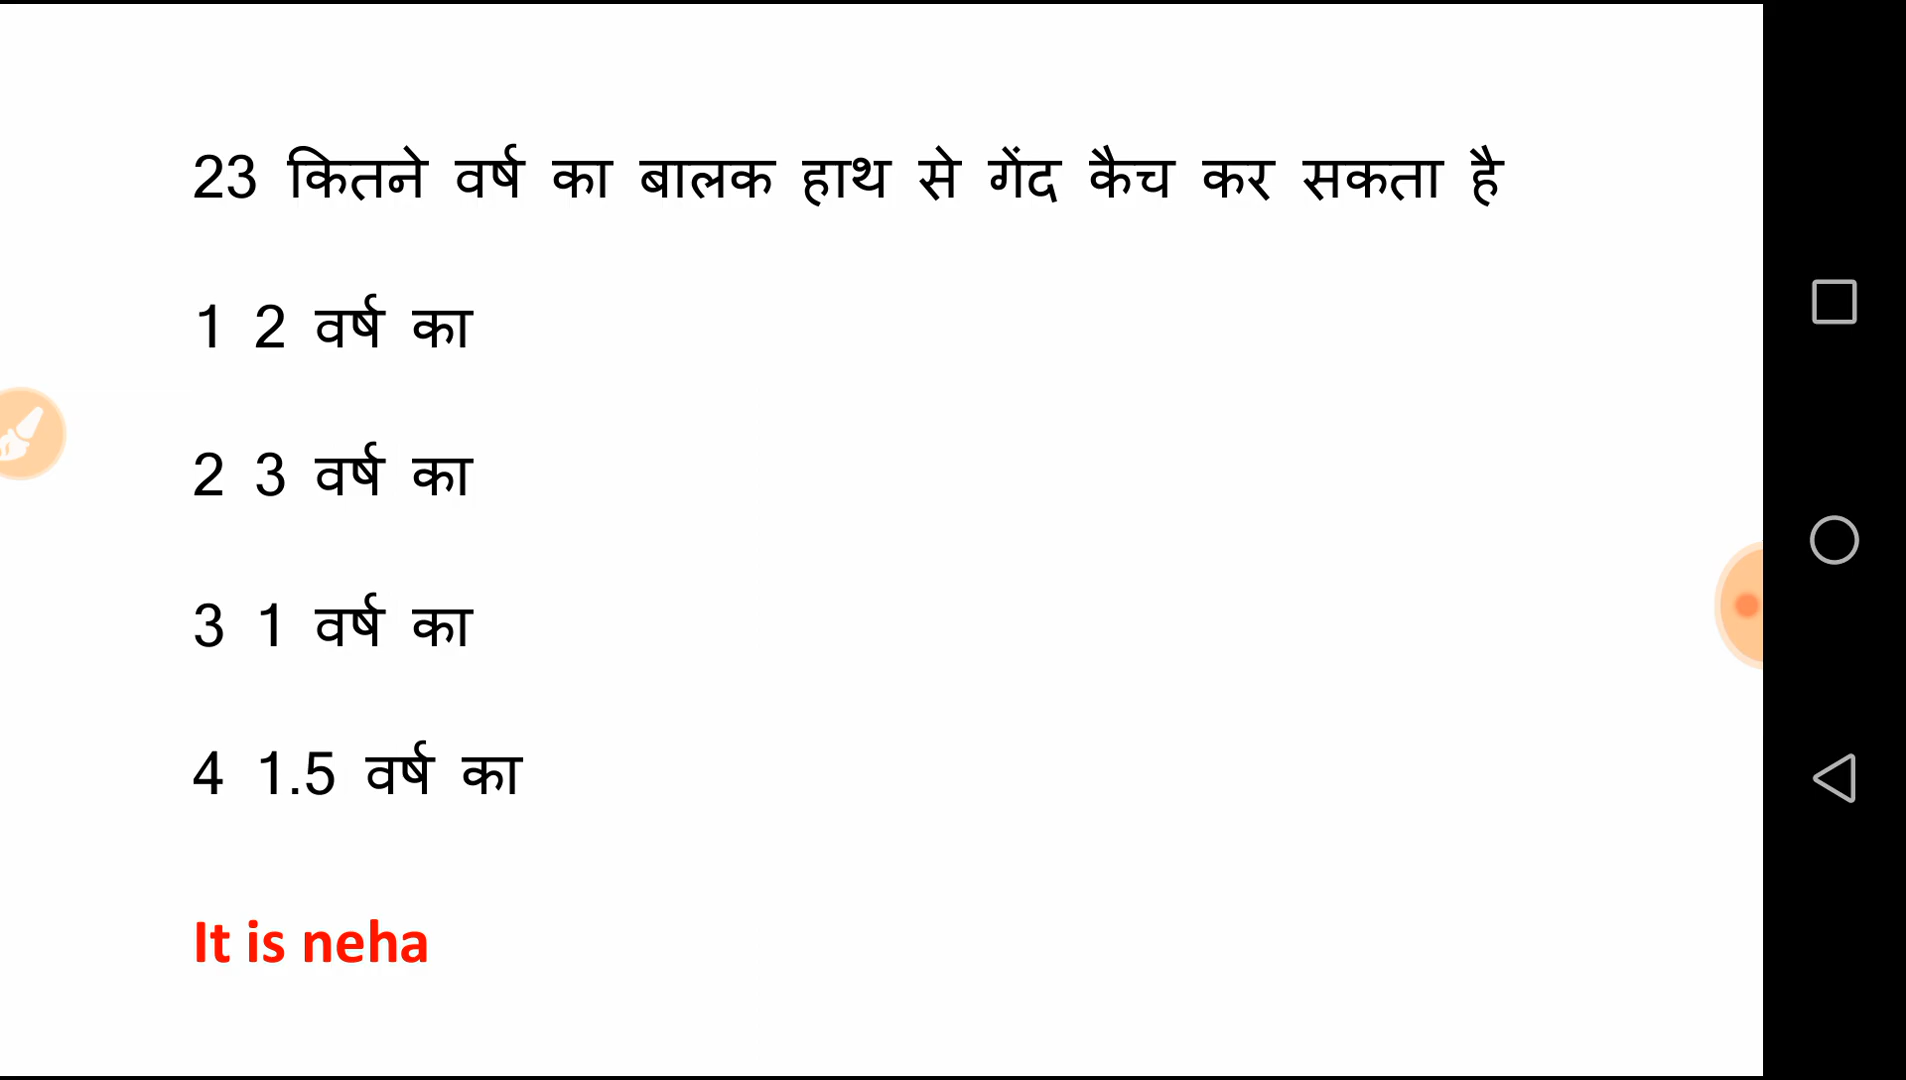 23 कितने वर्ष का बालक हाथ से गेंद कैच कर सकता है
1 2 वर्ष का
2 3 वर्ष का
3 1 वर्ष का
4 1.5 वर्ष का
It is neha